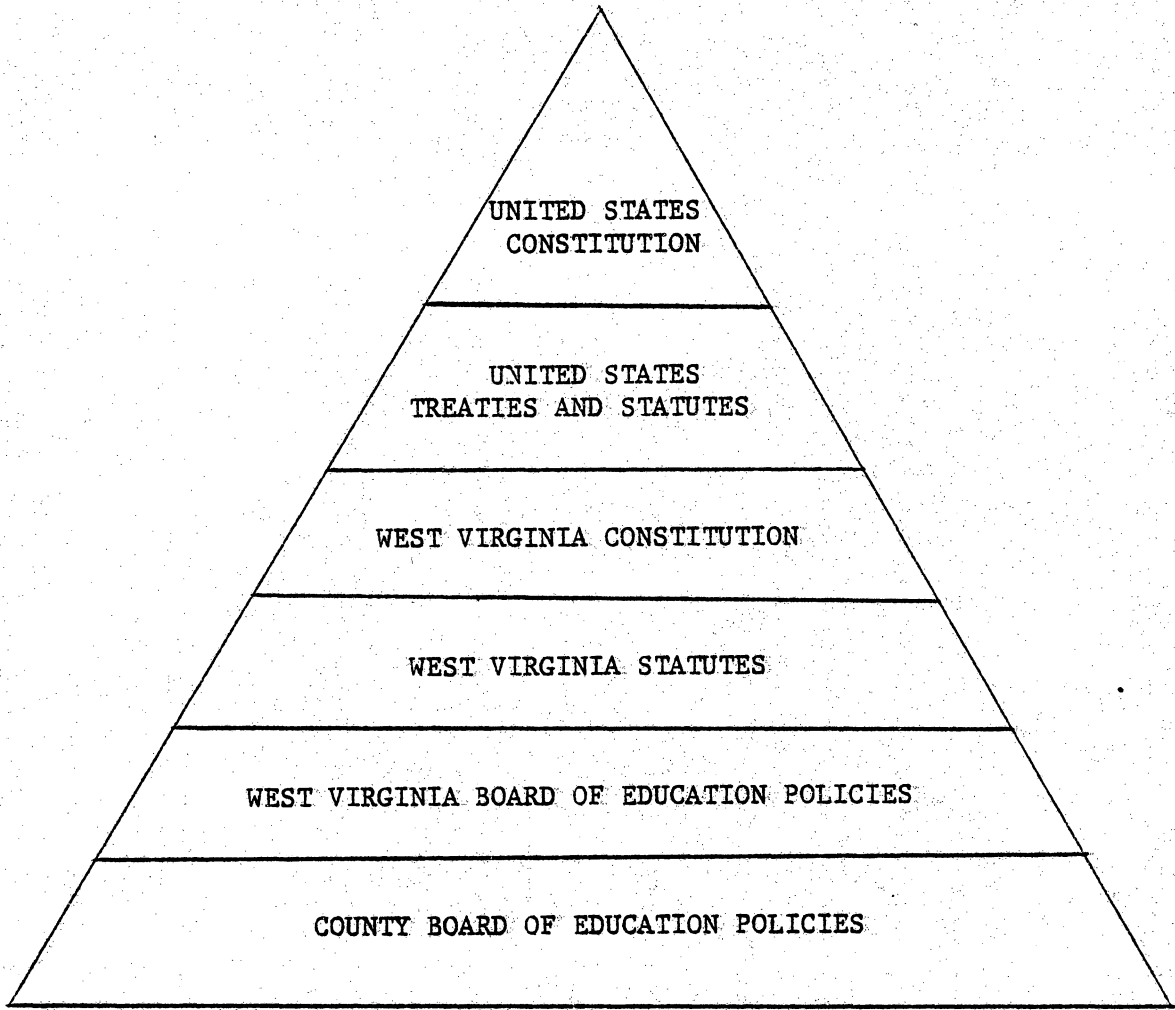 UNITED STATES
CONSTITUTION
UNITED STATES
TREATIES AND STATUTES
WEST VIRGINIA CONSTITUTION
WEST VIRGINIA STATUTES
WEST VIRGINIA BOARD OF EDUCATION POLICIES
COUNTY BOARD OF EDUCATION POLICIES